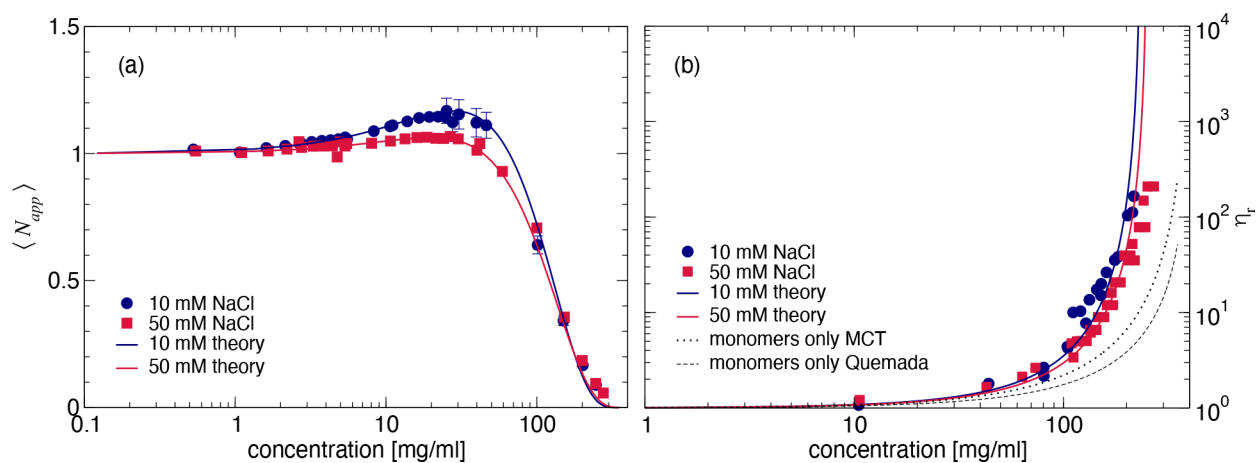 1.5
(a)
1
⟨ N_app ⟩
0.5
10 mM NaCl
50 mM NaCl
10 mM theory
50 mM theory
0
0.1
1
10
100
concentration [mg/ml]
(b)
10^4
10^3
10^2
η_r
10^1
10^0
10 mM NaCl
50 mM NaCl
10 mM theory
50 mM theory
monomers only MCT
monomers only Quemada
1
10
100
concentration [mg/ml]